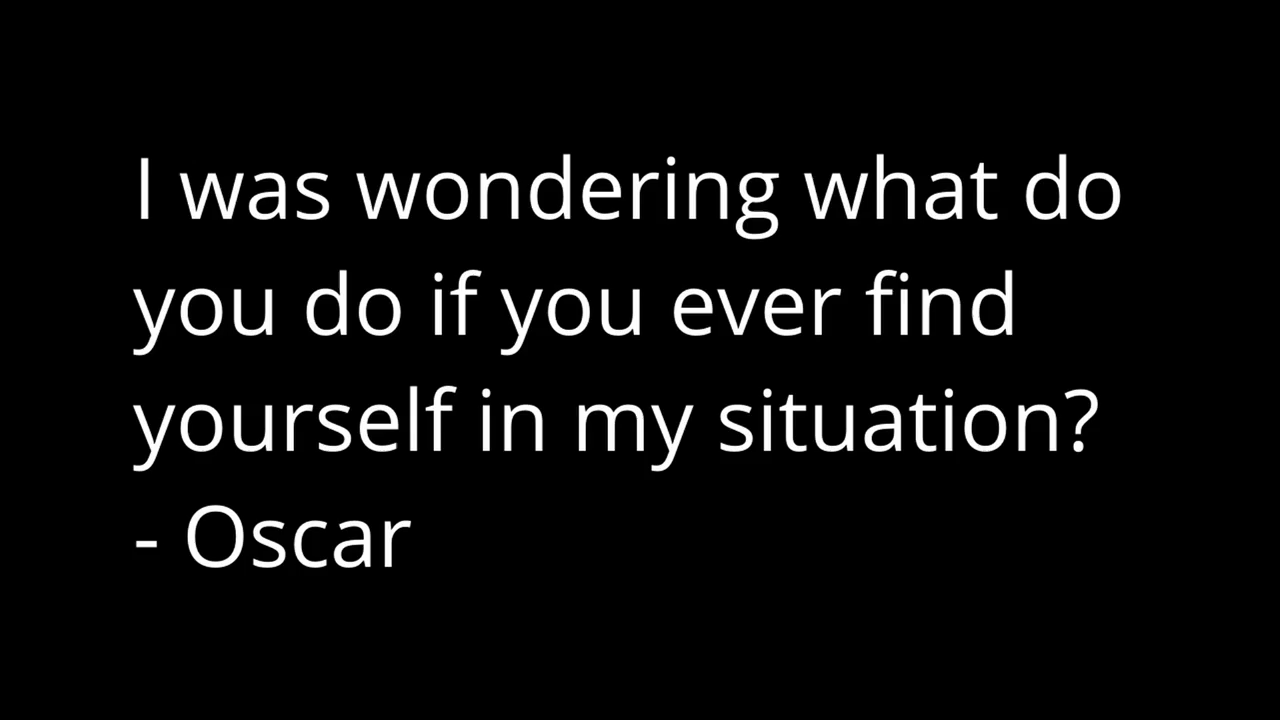 I was wondering what do
you do if you ever find
yourself in my situation?
- Oscar